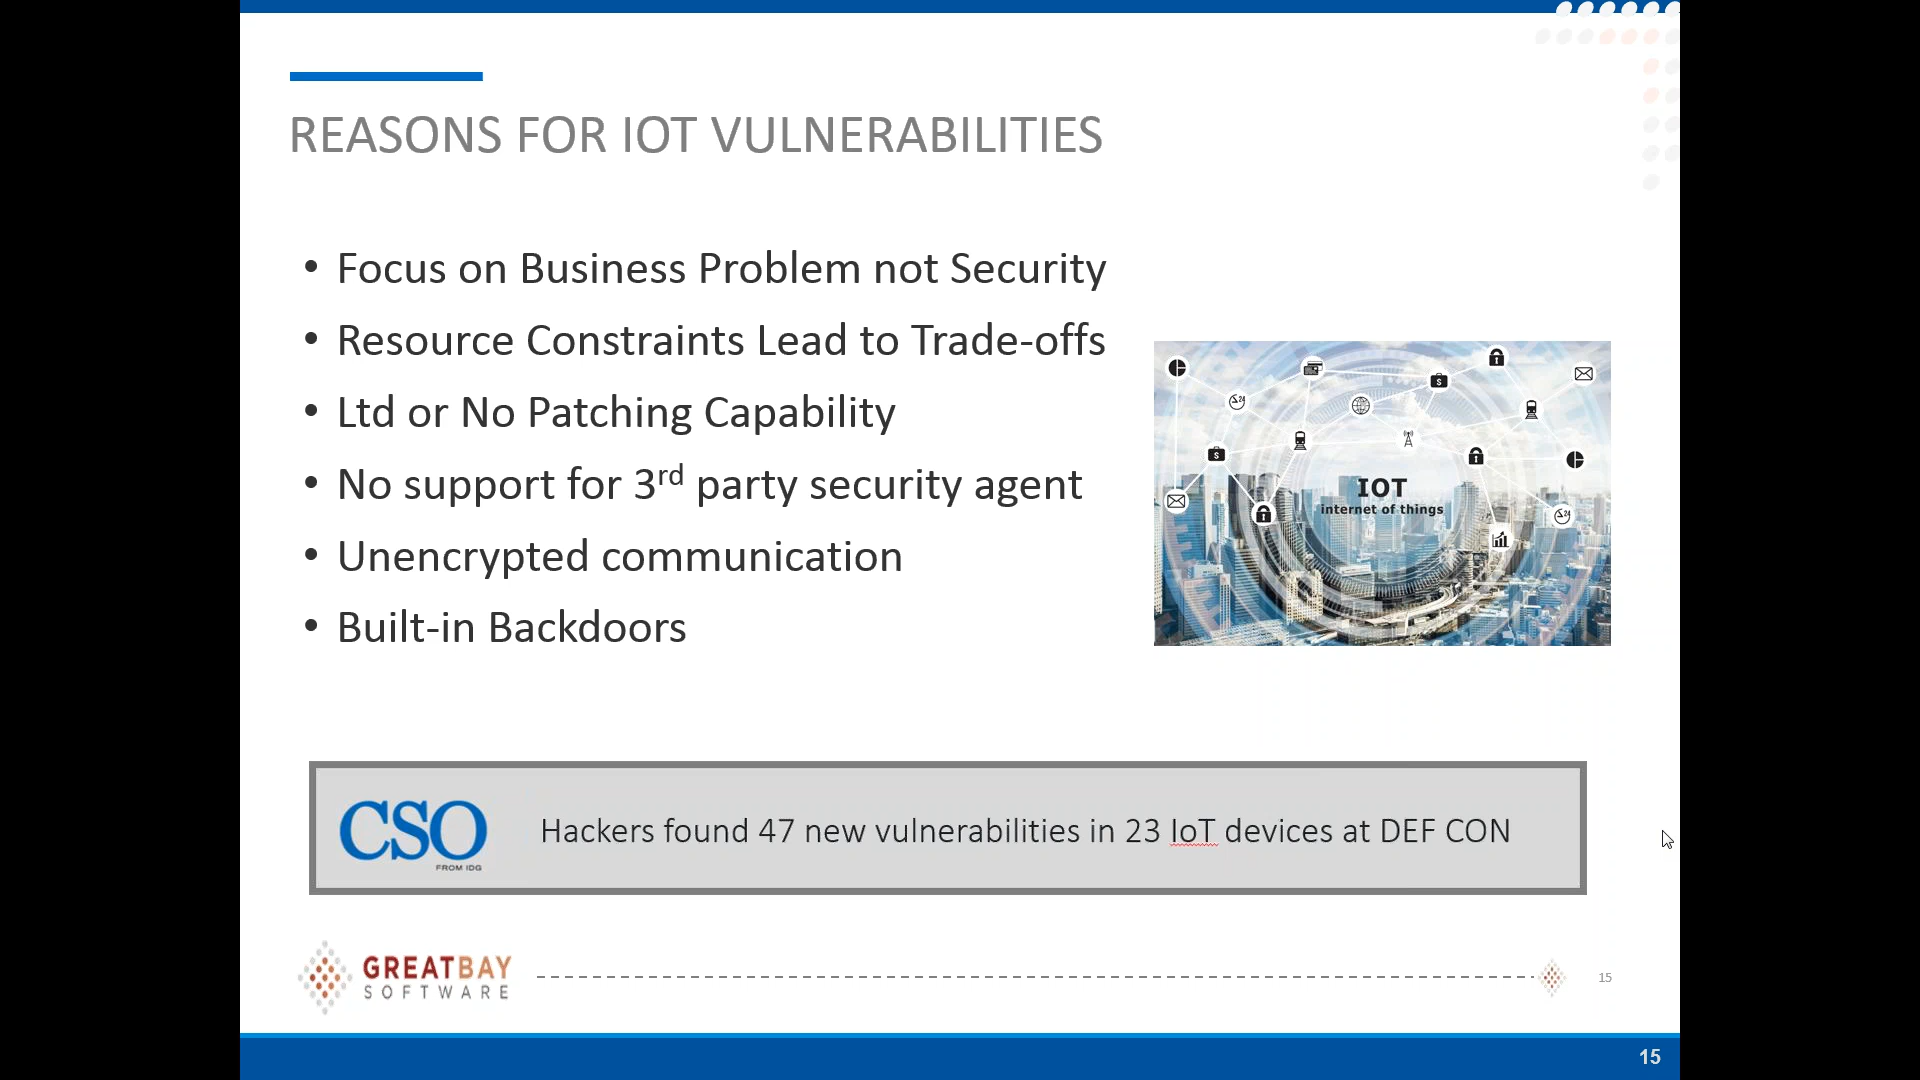 REASONS FOR IOT VULNERABILITIES
• Focus on Business Problem not Security
• Resource Constraints Lead to Trade-offs
• Ltd or No Patching Capability
• No support for 3rd party security agent
• Unencrypted communication
• Built-in Backdoors
24
$
$
IOT
internet of things
24
CSO
FROM IDG
Hackers found 47 new vulnerabilities in 23 IoT devices at DEF CON
GREATBAY
SOFTWARE
15
15